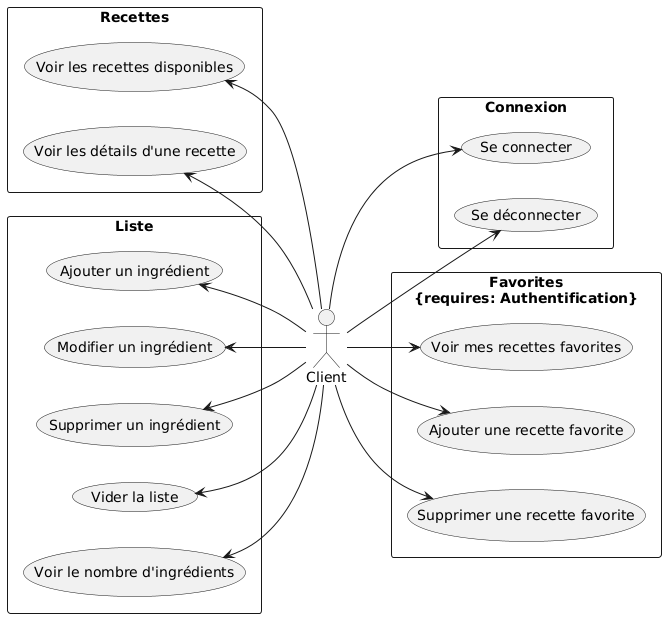 Recettes
Voir les recettes disponibles
Voir les détails d'une recette
Liste
Ajouter un ingrédient
Modifier un ingrédient
Supprimer un ingrédient
Vider la liste
Voir le nombre d'ingrédients
Client
Connexion
Se connecter
Se déconnecter
Favorites
{requires: Authentification}
Voir mes recettes favorites
Ajouter une recette favorite
Supprimer une recette favorite